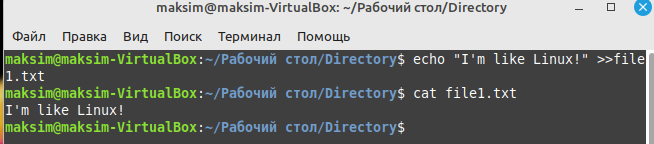 maksim@maksim-VirtualBox: ~/Рабочий стол/Directory
Файл Правка Вид Поиск Терминал Помощь
maksim@maksim-VirtualBox:~/Рабочий стол/Directory$ echo "I'm like Linux!" >>file
1.txt
maksim@maksim-VirtualBox:~/Рабочий стол/Directory$ cat file1.txt
I'm like Linux!
maksim@maksim-VirtualBox:~/Рабочий стол/Directory$